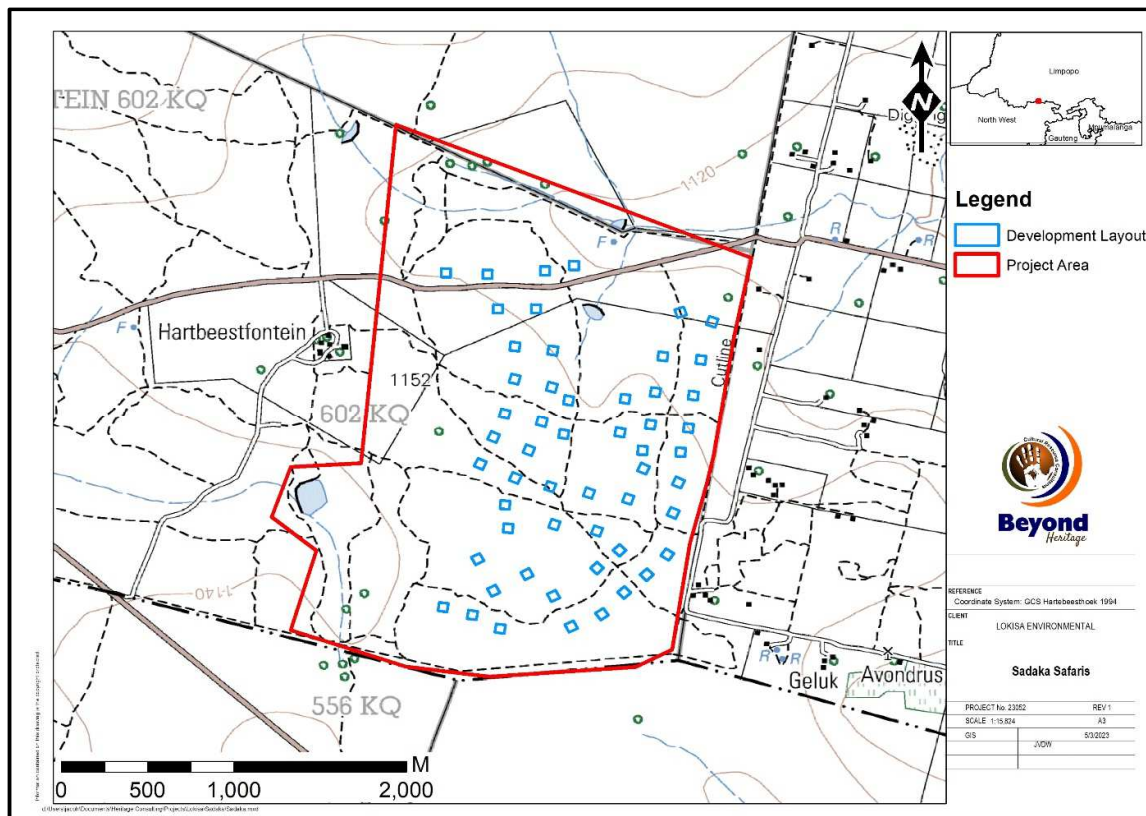 TEIN 602 KQ
1120
N
Limpopo
North West
Gauteng
Mpumalanga
Legend
Development Layout
Project Area
F
R
R
F
Hartbeestfontein
Cutline
1152
602 KQ
1140
R
R
Geluk
Avondrus
556 KQ
M
0
500
1,000
2,000
Beyond
Heritage
REFERENCE
Coordinate System: GCS Hartebeesthoek 1994
CLIENT
LOKISA ENVIRONMENTAL
TITLE
Sadaka Safaris
PROJECT No. 23052
REV 1
SCALE 1:15,824
A3
GIS
5/3/2023
JVDW